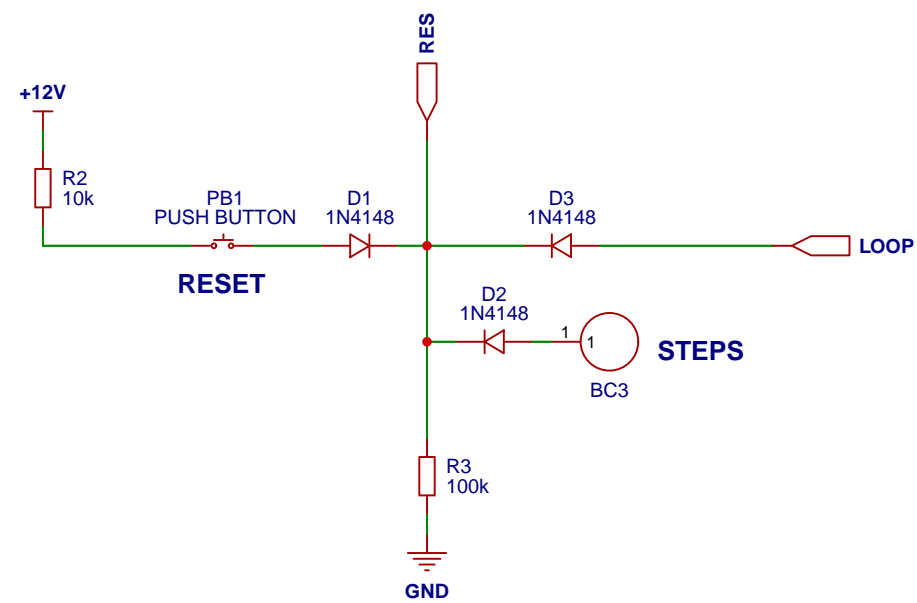 RES
+12V
R2
10k
PB1
PUSH BUTTON
D1
1N4148
D3
1N4148
LOOP
RESET
D2
1N4148
1
1
STEPS
BC3
R3
100k
GND